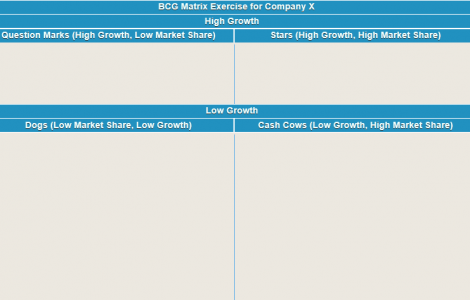 BCG Matrix Exercise for Company X
High Growth
Question Marks (High Growth, Low Market Share)
Stars (High Growth, High Market Share)
Low Growth
Dogs (Low Market Share, Low Growth)
Cash Cows (Low Growth, High Market Share)